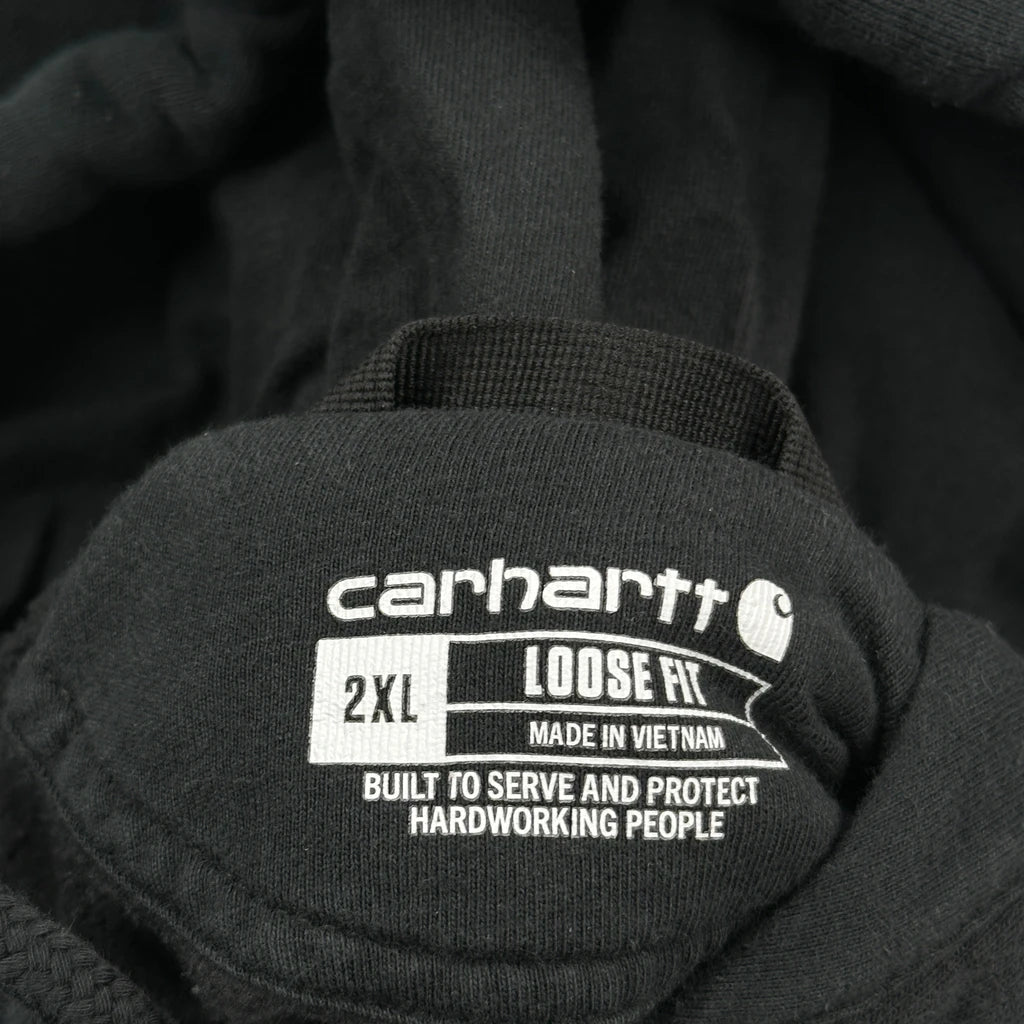 carhartt
2XL
LOOSE FIT
MADE IN VIETNAM
BUILT TO SERVE AND PROTECT
HARDWORKING PEOPLE